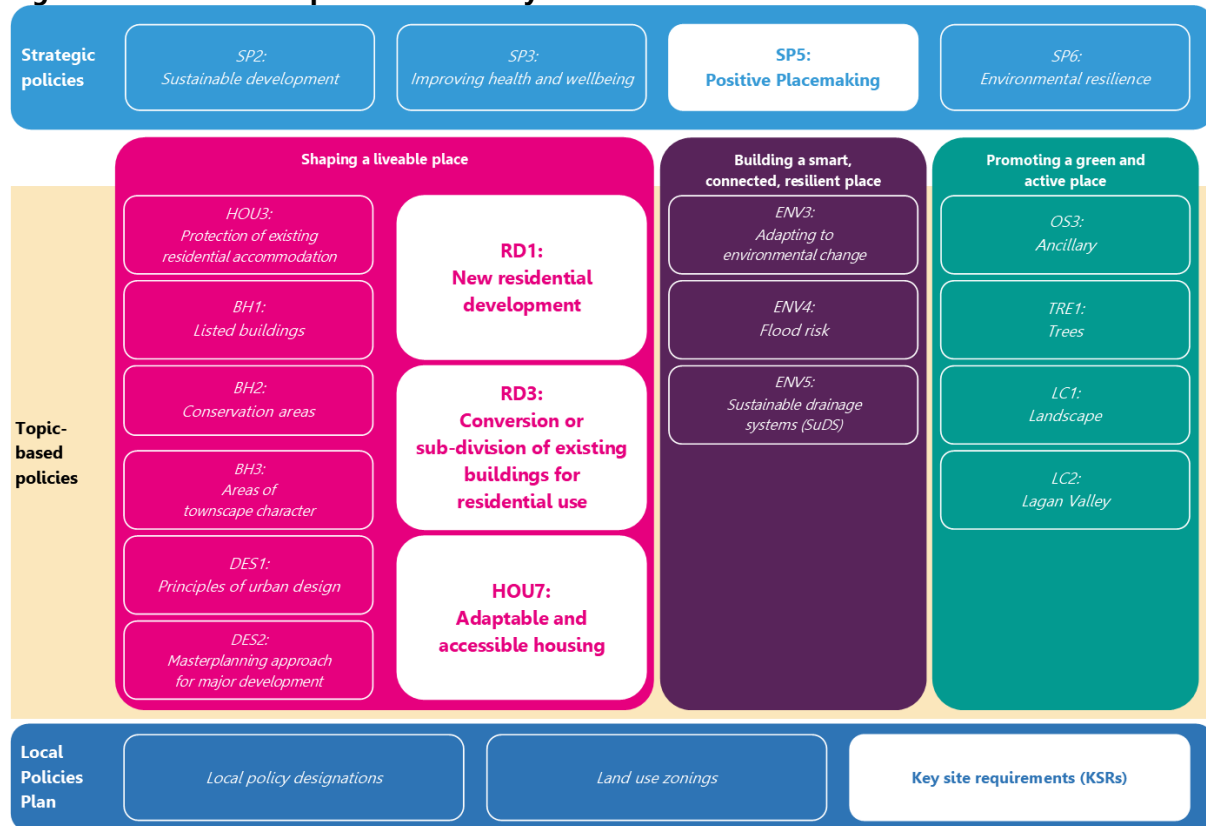 Strategic
policies
SP2:
Sustainable development
SP3:
Improving health and wellbeing
SP5:
Positive Placemaking
SP6:
Environmental resilience
Topic-
based
policies
Shaping a liveable place
HOU3:
Protection of existing
residential accommodation
BH1:
Listed buildings
BH2:
Conservation areas
BH3:
Areas of
townscape character
DES1:
Principles of urban design
DES2:
Masterplanning approach
for major development
RD1:
New residential
development
RD3:
Conversion or
sub-division of existing
buildings for
residential use
HOU7:
Adaptable and
accessible housing
Building a smart,
connected, resilient place
ENV3:
Adapting to
environmental change
ENV4:
Flood risk
ENV5:
Sustainable drainage
systems (SuDS)
Promoting a green and
active place
OS3:
Ancillary
TRE1:
Trees
LC1:
Landscape
LC2:
Lagan Valley
Local
Policies
Plan
Local policy designations
Land use zonings
Key site requirements (KSRs)